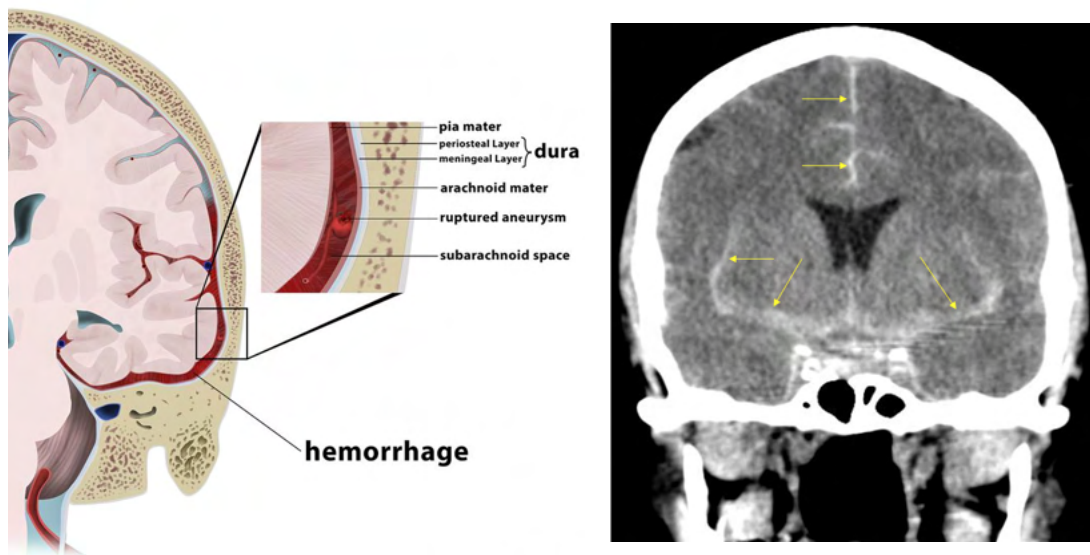 pia mater
periosteal Layer
meningeal Layer
dura
arachnoid mater
ruptured aneurysm
subarachnoid space
hemorrhage